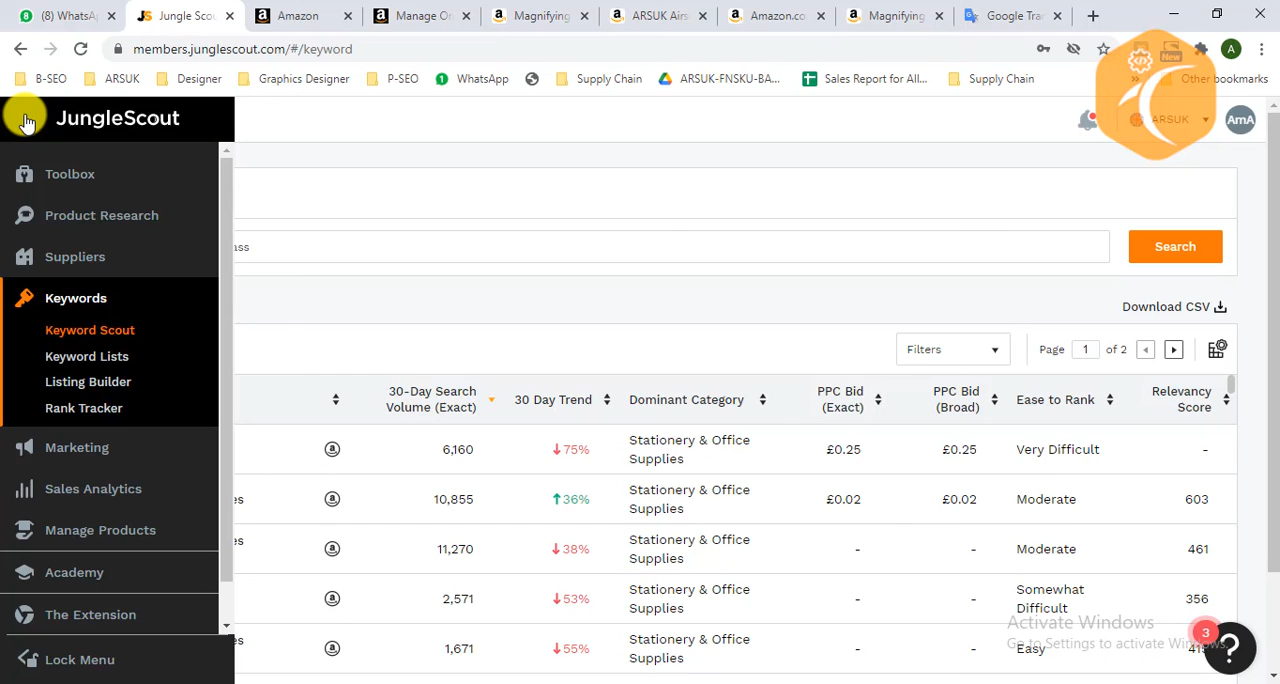 (8) WhatsA
Jungle Scou
Amazon
Manage Or
Magnifying
ARSUK Airs
Amazon.co
Magnifying
Google Tra
members.junglescout.com/#/keyword
A
B-SEO
ARSUK
Designer
Graphics Designer
P-SEO
WhatsApp
Supply Chain
ARSUK-FNSKU-BA...
Sales Report for All...
Supply Chain
»
Other bookmarks
New
JungleScout
ARSUK
AmA
Toolbox
Product Research
Suppliers
Keywords
Keyword Scout
Keyword Lists
Listing Builder
Rank Tracker
Marketing
Sales Analytics
Manage Products
Academy
The Extension
Lock Menu
ass
Search
Download CSV
Filters
Page 1 of 2
30-Day Search
Volume (Exact)
30 Day Trend
Dominant Category
PPC Bid
(Exact)
PPC Bid
(Broad)
Ease to Rank
Relevancy
Score
6,160 75% Stationery & Office £0.25 £0.25 Very Difficult -
Supplies
es 10,855 36% Stationery & Office £0.02 £0.02 Moderate 603
Supplies
es 11,270 38% Stationery & Office - - Moderate 461
Supplies
2,571 53% Stationery & Office - - Somewhat 356
Supplies Difficult
es 1,671 55% Stationery & Office - - Easy
Supplies
Activate Windows
Go to Settings to activate Windows.
3
?